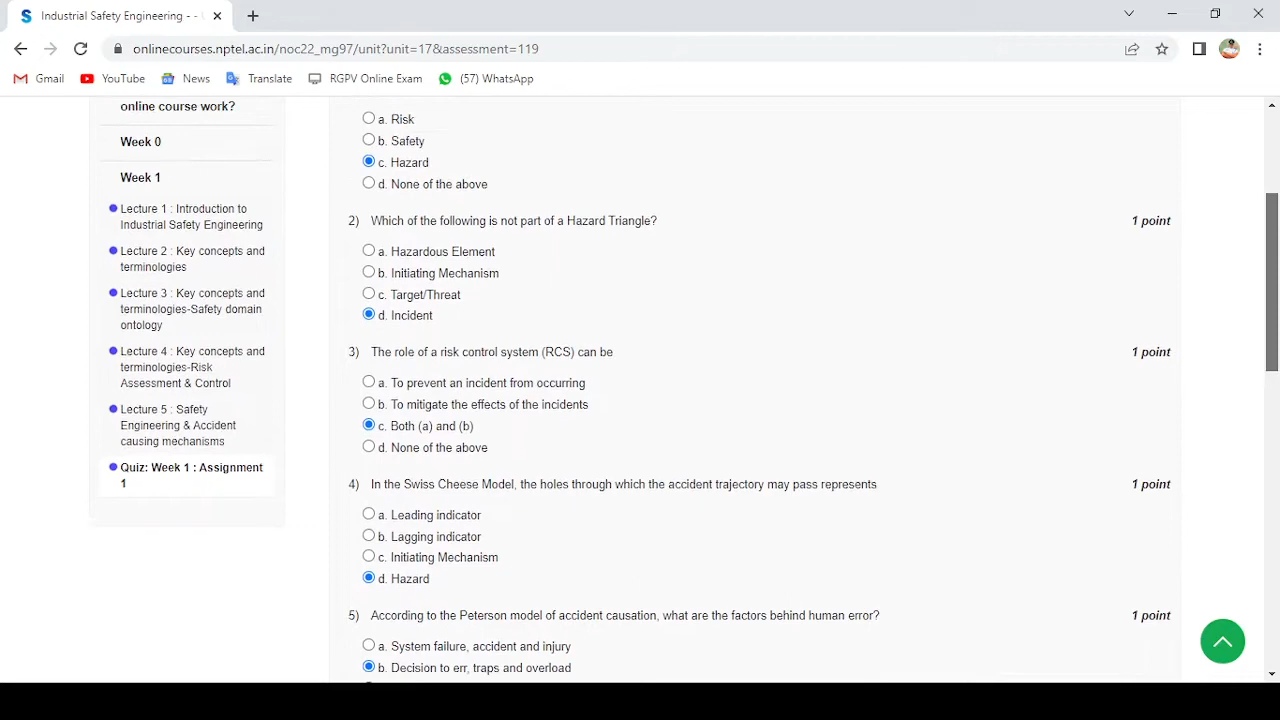 Industrial Safety Engineering - -
onlinecourses.nptel.ac.in/noc22_mg97/unit?unit=17&assessment=119
Gmail YouTube News Translate RGPV Online Exam (57) WhatsApp
online course work?
Week 0
Week 1
Lecture 1 : Introduction to
Industrial Safety Engineering
Lecture 2 : Key concepts and
terminologies
Lecture 3 : Key concepts and
terminologies-Safety domain
ontology
Lecture 4 : Key concepts and
terminologies-Risk
Assessment & Control
Lecture 5 : Safety
Engineering & Accident
causing mechanisms
Quiz: Week 1 : Assignment
1
a. Risk
b. Safety
c. Hazard
d. None of the above
2) Which of the following is not part of a Hazard Triangle? 1 point
a. Hazardous Element
b. Initiating Mechanism
c. Target/Threat
d. Incident
3) The role of a risk control system (RCS) can be 1 point
a. To prevent an incident from occurring
b. To mitigate the effects of the incidents
c. Both (a) and (b)
d. None of the above
4) In the Swiss Cheese Model, the holes through which the accident trajectory may pass represents 1 point
a. Leading indicator
b. Lagging indicator
c. Initiating Mechanism
d. Hazard
5) According to the Peterson model of accident causation, what are the factors behind human error? 1 point
a. System failure, accident and injury
b. Decision to err, traps and overload